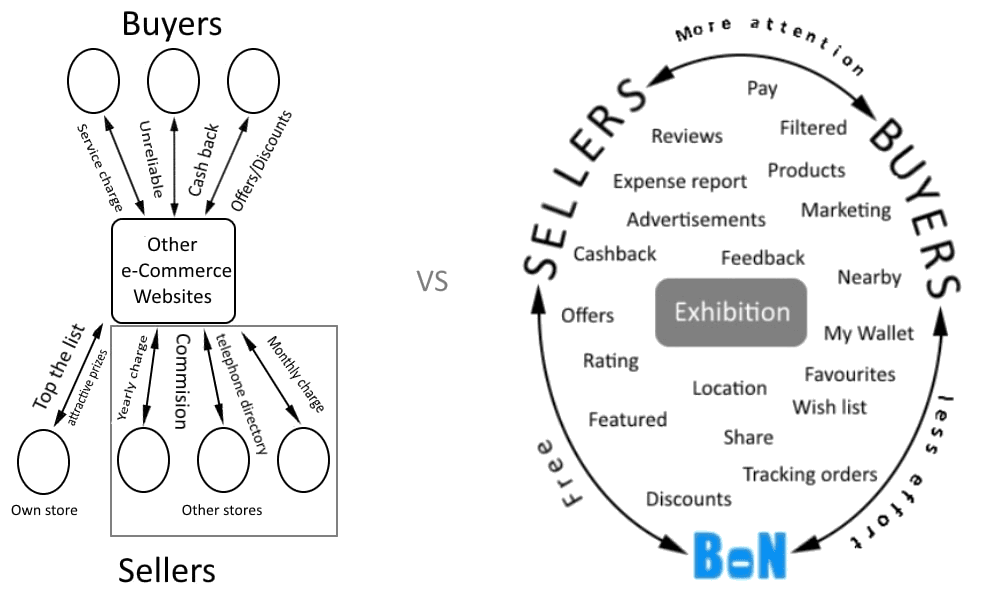 Buyers
Service charge
Unreliable
Cash back
Offers/Discounts
Other
e-Commerce
Websites
Top the list
attractive prizes
Yearly charge
Commision
telephone directory
Monthly charge
Own store
Other stores
Sellers
VS
More attention
SELLERS
BUYERS
Pay
Reviews
Filtered
Expense report
Products
Advertisements
Marketing
Cashback
Feedback
Nearby
Exhibition
Offers
My Wallet
Rating
Location
Favourites
Wish list
Featured
Share
Tracking orders
Discounts
Free
less effort
BON